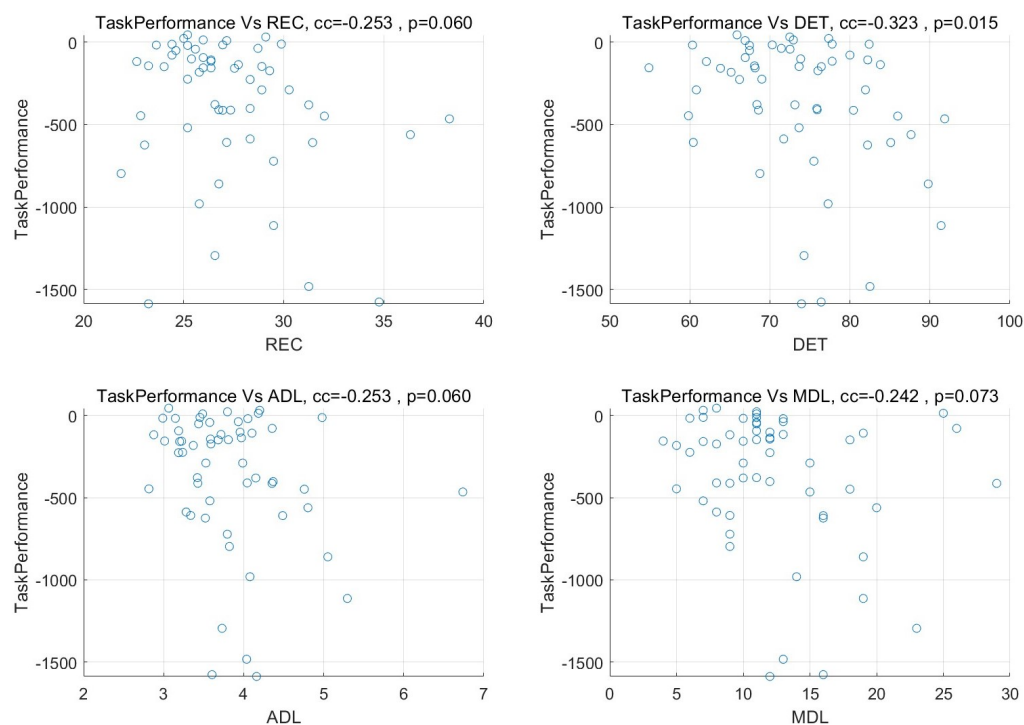 TaskPerformance Vs REC, cc=-0.253 , p=0.060
0
-500
-1000
-1500
TaskPerformance
20 25 30 35 40
REC
TaskPerformance Vs DET, cc=-0.323 , p=0.015
0
-500
-1000
-1500
TaskPerformance
50 60 70 80 90 100
DET
TaskPerformance Vs ADL, cc=-0.253 , p=0.060
0
-500
-1000
-1500
TaskPerformance
2 3 4 5 6 7
ADL
TaskPerformance Vs MDL, cc=-0.242 , p=0.073
0
-500
-1000
-1500
TaskPerformance
0 5 10 15 20 25 30
MDL